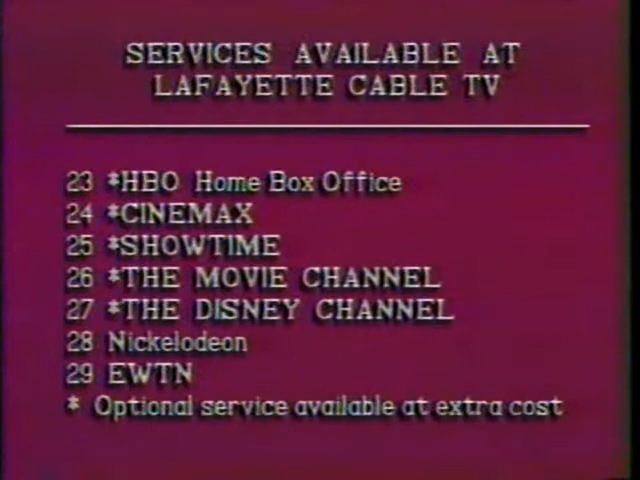 SERVICES AVAILABLE AT
LAFAYETTE CABLE TV
23 *HBO Home Box Office
24 *CINEMAX
25 *SHOWTIME
26 *THE MOVIE CHANNEL
27 *THE DISNEY CHANNEL
28 Nickelodeon
29 EWTN
* Optional service available at extra cost